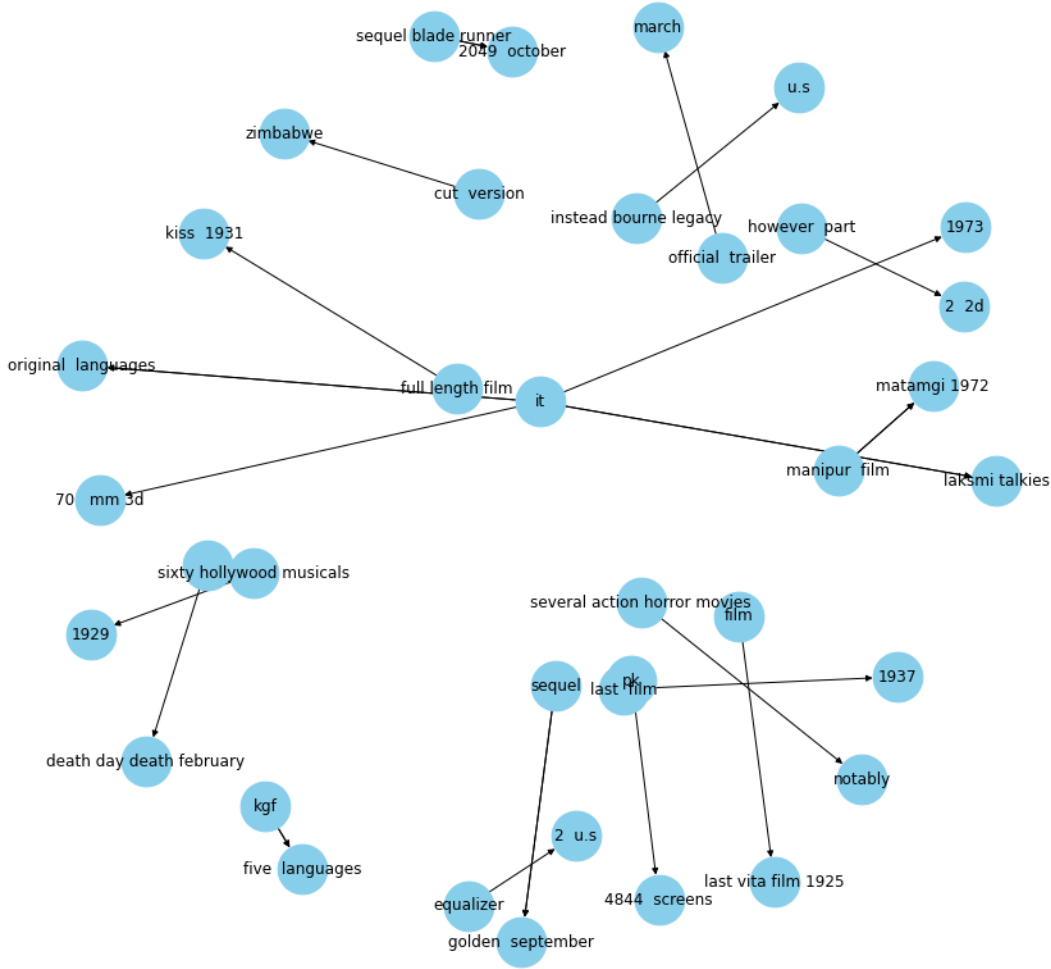 march
sequel blade runner
2049  october
u.s
zimbabwe
cut  version
instead bourne legacy
however  part
1973
kiss  1931
official  trailer
2  2d
original  languages
full length film
it
matamgi 1972
manipur  film
laksmi talkies
70   mm 3d
sixty hollywood musicals
several action horror movies
film
1929
sequel
pk
last  film
1937
death day death february
notably
kgf
2  u.s
five  languages
last vita film 1925
equalizer
4844  screens
golden  september